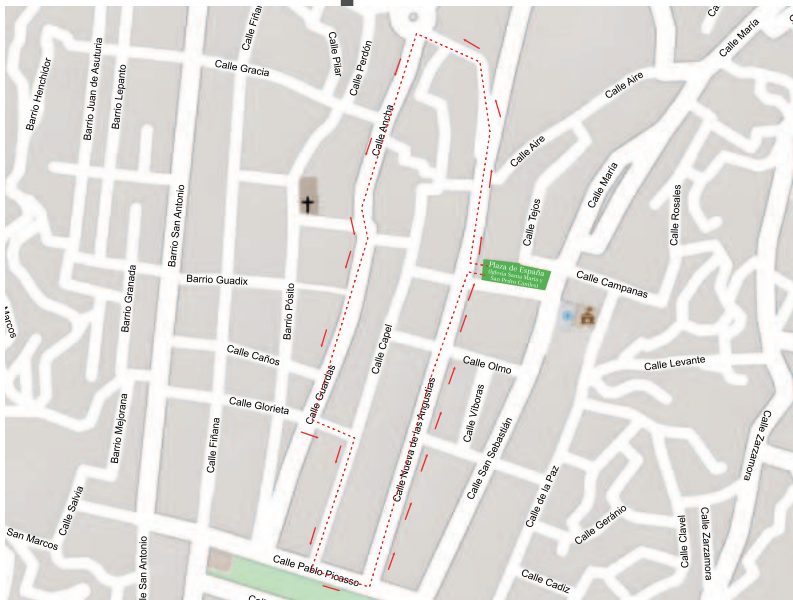 Calle Fiñana
Calle Pilar
Calle Perdón
Calle María
Calle Gracia
Barrio Henchidor
Barrio Juan de Asuturia
Barrio Lepanto
Calle Ancha
Calle Aire
Calle Aire
Calle María
Calle Rosales
Calle Tejos
Barrio San Antonio
Plaza de España
Iglesia Santa María y
San Pedro Camlesí
Calle Campanas
Barrio Guadix
Barrio Granada
Barrio Pósito
Marcos
Calle Capel
Calle Caños
Calle Olmo
Calle Levante
Calle Guardas
Calle Glorieta
Calle Nueva de las Angustias
Calle Víboras
Barrio Mejorana
Calle Fiñana
Calle San Sebastián
Calle Zarzamora
Calle de la Paz
Calle Salvia
San Marcos
Calle Geránio
Calle Clavel
Calle Zarzamora
Calle Pablo Picasso
lle San Antonio
Calle Cadiz